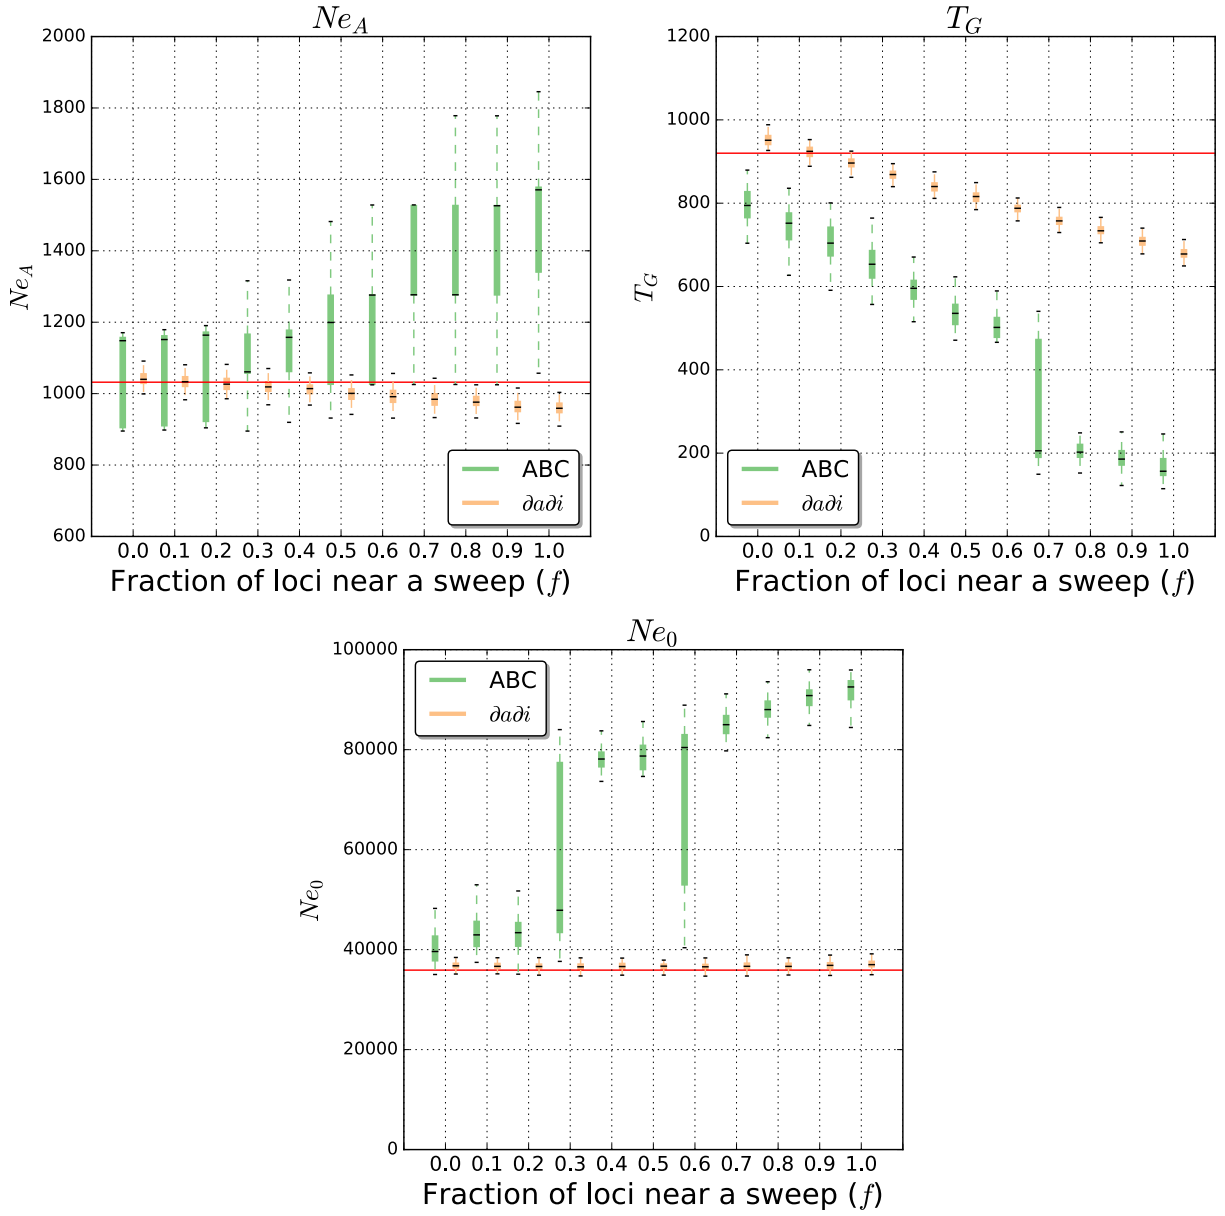 Ne_A
Ne_A
2000
1800
1600
1400
1200
1000
800
600
ABC
∂a∂i
0.0 0.1 0.2 0.3 0.4 0.5 0.6 0.7 0.8 0.9 1.0
Fraction of loci near a sweep (f)
T_G
T_G
1200
1000
800
600
400
200
0
ABC
∂a∂i
0.0 0.1 0.2 0.3 0.4 0.5 0.6 0.7 0.8 0.9 1.0
Fraction of loci near a sweep (f)
Ne_0
Ne_0
100000
80000
60000
40000
20000
0
ABC
∂a∂i
0.0 0.1 0.2 0.3 0.4 0.5 0.6 0.7 0.8 0.9 1.0
Fraction of loci near a sweep (f)